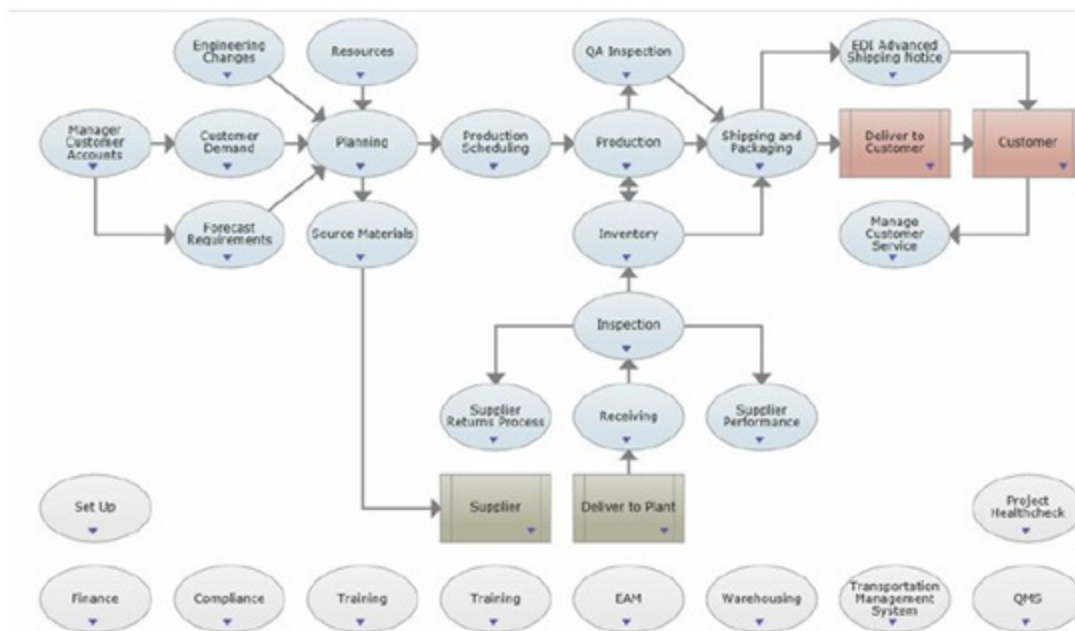 Engineering
Changes
Resources
QA Inspection
EDI Advanced
Shipping Notice
Manager
Customer
Accounts
Customer
Demand
Planning
Production
Scheduling
Production
Shipping and
Packaging
Deliver to
Customer
Customer
Forecast
Requirements
Source Materials
Inventory
Manage
Customer
Service
Inspection
Supplier
Returns Process
Receiving
Supplier
Performance
Set Up
Supplier
Deliver to Plant
Project
Healthcheck
Finance
Compliance
Training
Training
EAM
Warehousing
Transportation
Management
System
QMS